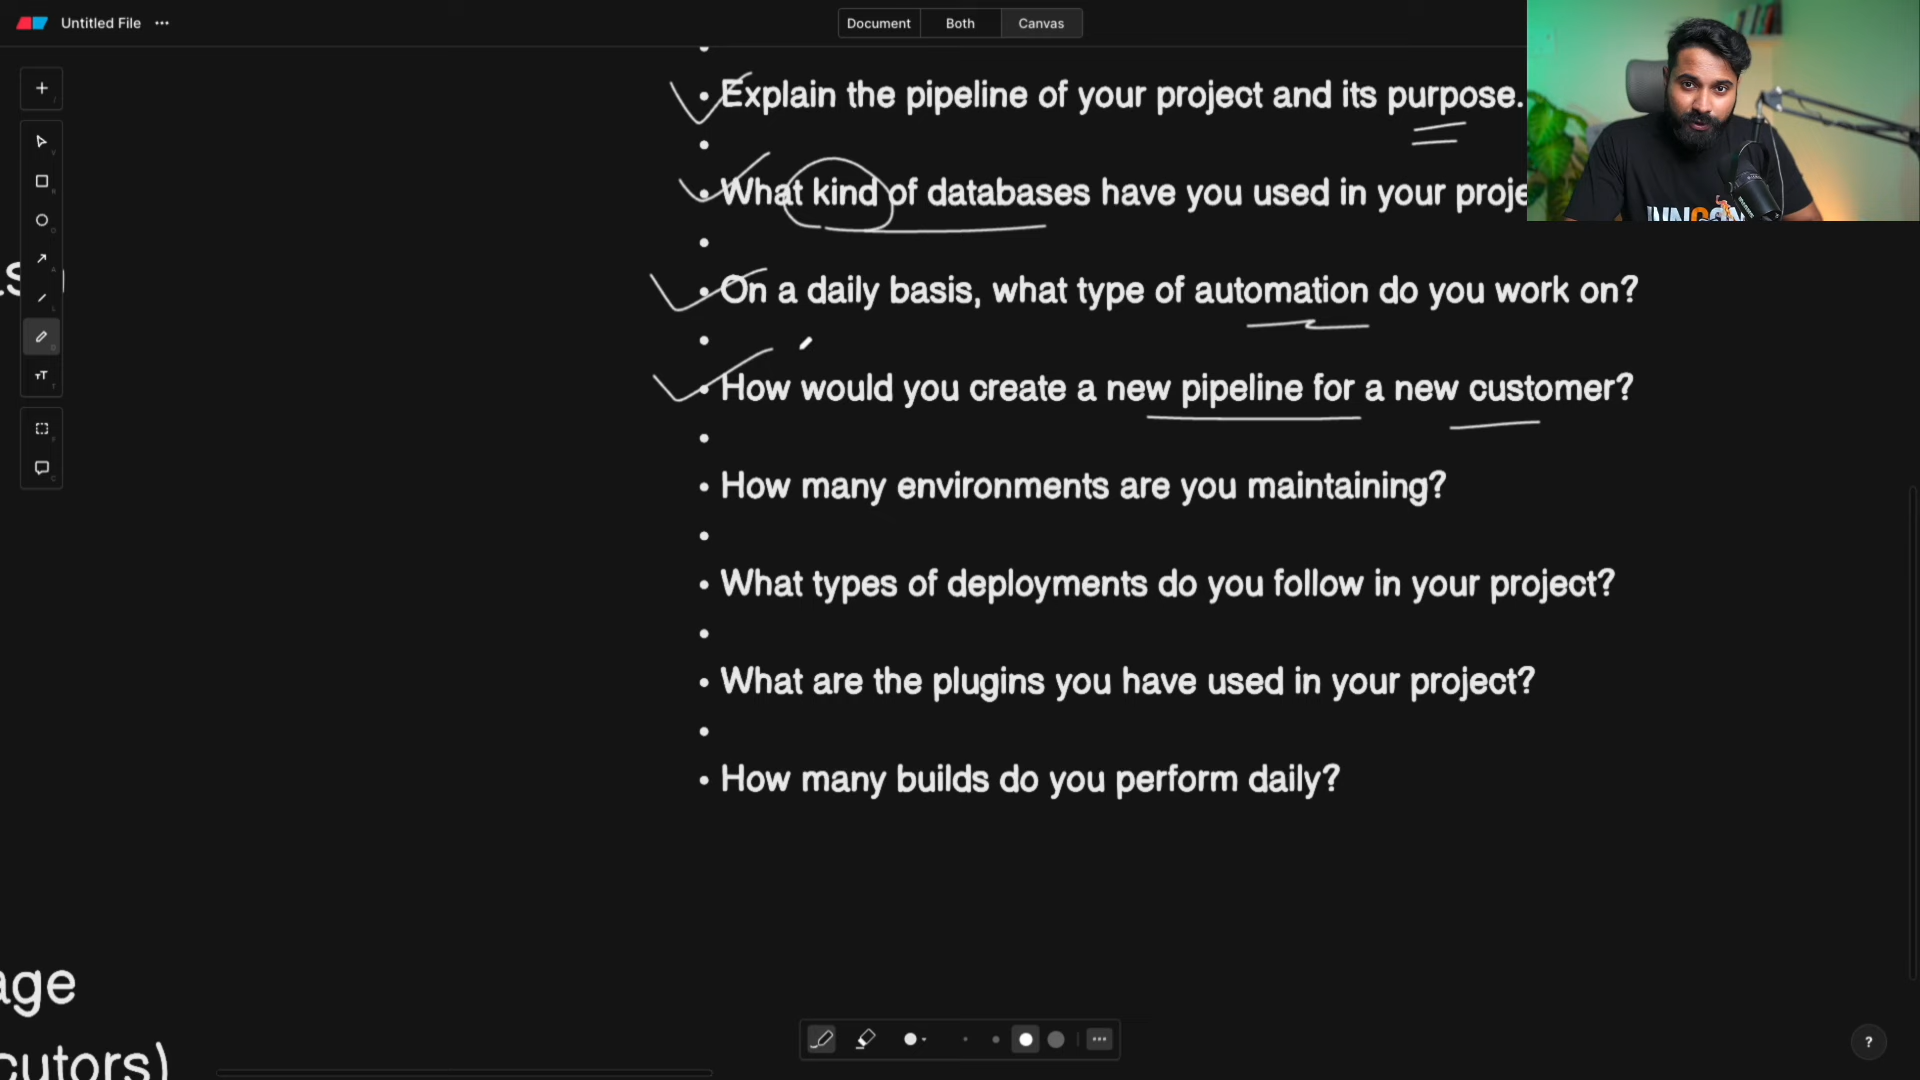 Untitled File
Document Both Canvas
Explain the pipeline of your project and its purpose.
What kind of databases have you used in your proje
On a daily basis, what type of automation do you work on?
How would you create a new pipeline for a new customer?
How many environments are you maintaining?
What types of deployments do you follow in your project?
What are the plugins you have used in your project?
How many builds do you perform daily?
age
cutors)
TT
?